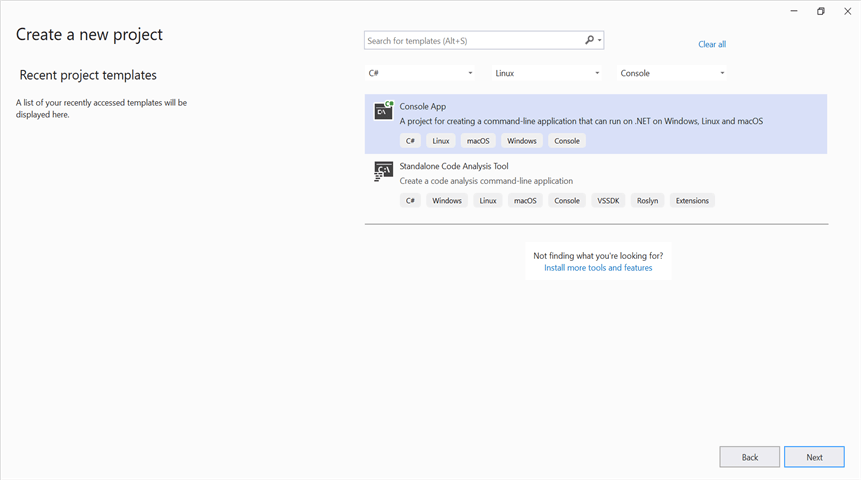 Create a new project
Search for templates (Alt+S)
Clear all
Recent project templates
A list of your recently accessed templates will be
displayed here.
C# Linux Console
Console App
A project for creating a command-line application that can run on .NET on Windows, Linux and macOS
C# Linux macOS Windows Console
Standalone Code Analysis Tool
Create a code analysis command-line application
C# Windows Linux macOS Console VSSDK Roslyn Extensions
Not finding what you're looking for?
Install more tools and features
Back Next